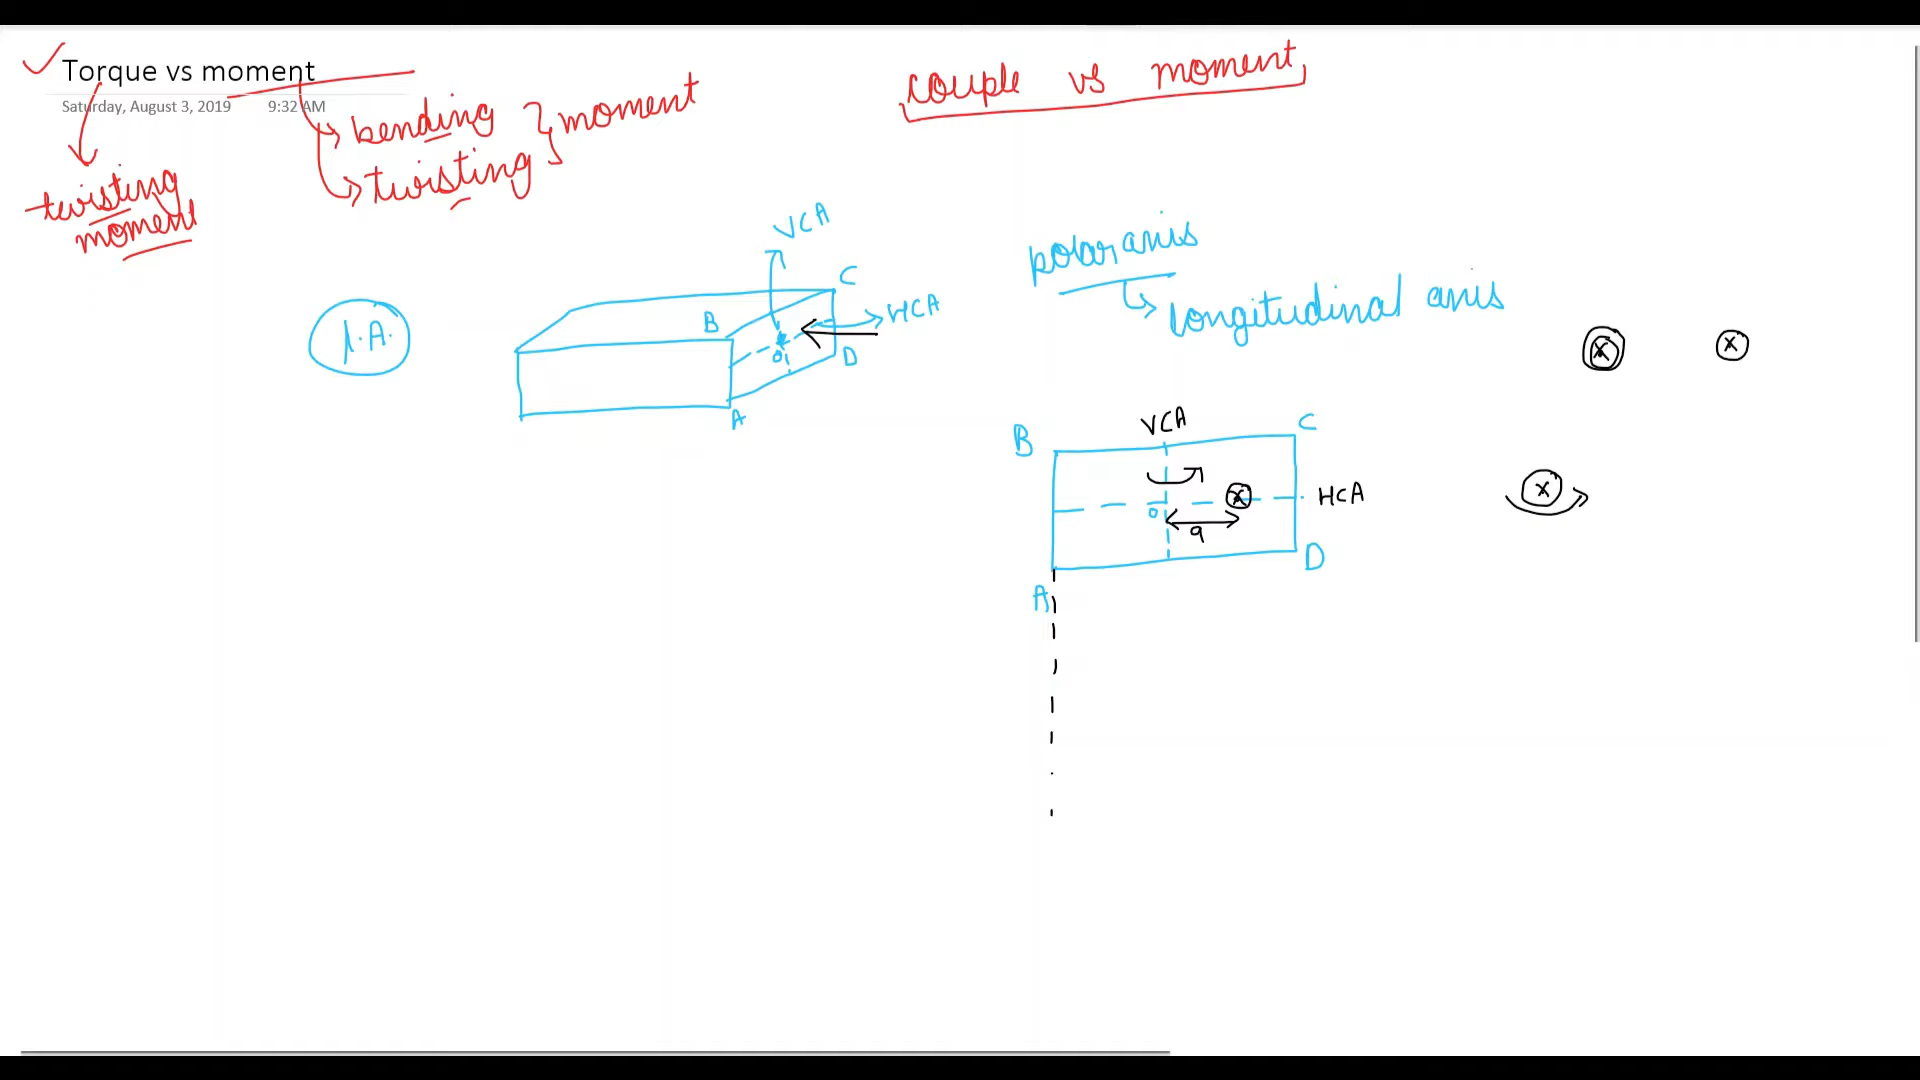 Torque vs moment
Saturday, August 3, 2019 9:32 AM
couple vs moment
bending
twisting
} moment
twisting
moment
VCA
C
B
HCA
O
D
A
polar axis
longitudinal axis
x x
VCA
B
C
x
HCA
O
a
D
A
x